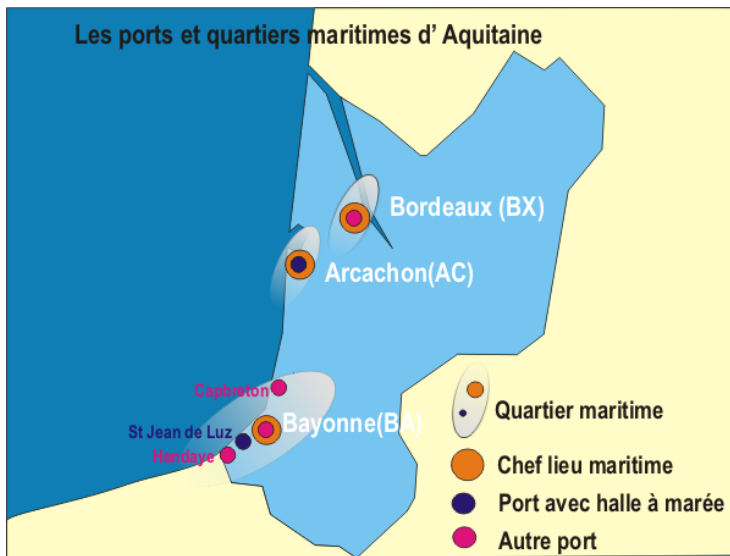 Les ports et quartiers maritimes d' Aquitaine
Bordeaux (BX)
Arcachon(AC)
Capbreton
Bayonne(BA)
St Jean de Luz
Hendaye
Quartier maritime
Chef lieu maritime
Port avec halle à marée
Autre port